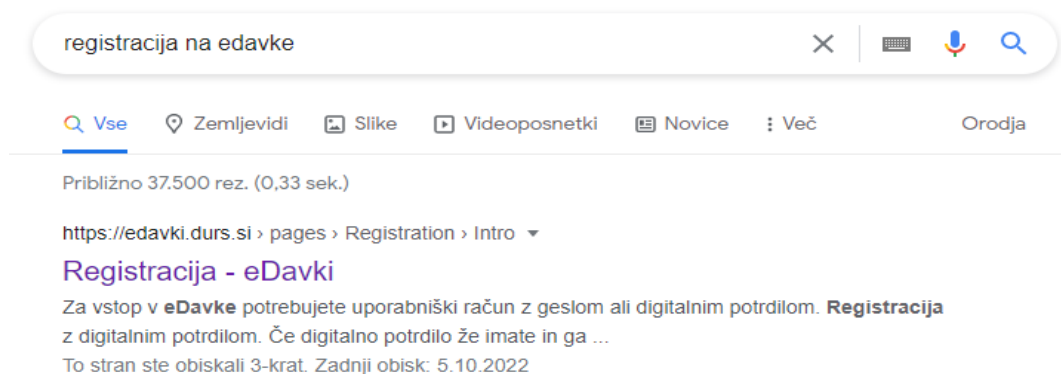 registracija na edavke
Vse Zemljevidi Slike Videoposnetki Novice Več Orodja
Približno 37.500 rez. (0,33 sek.)
https://edavki.durs.si › pages › Registration › Intro
Registracija - eDavki
Za vstop v eDavke potrebujete uporabniški račun z geslom ali digitalnim potrdilom. Registracija
z digitalnim potrdilom. Če digitalno potrdilo že imate in ga ...
To stran ste obiskali 3-krat. Zadnji obisk: 5.10.2022